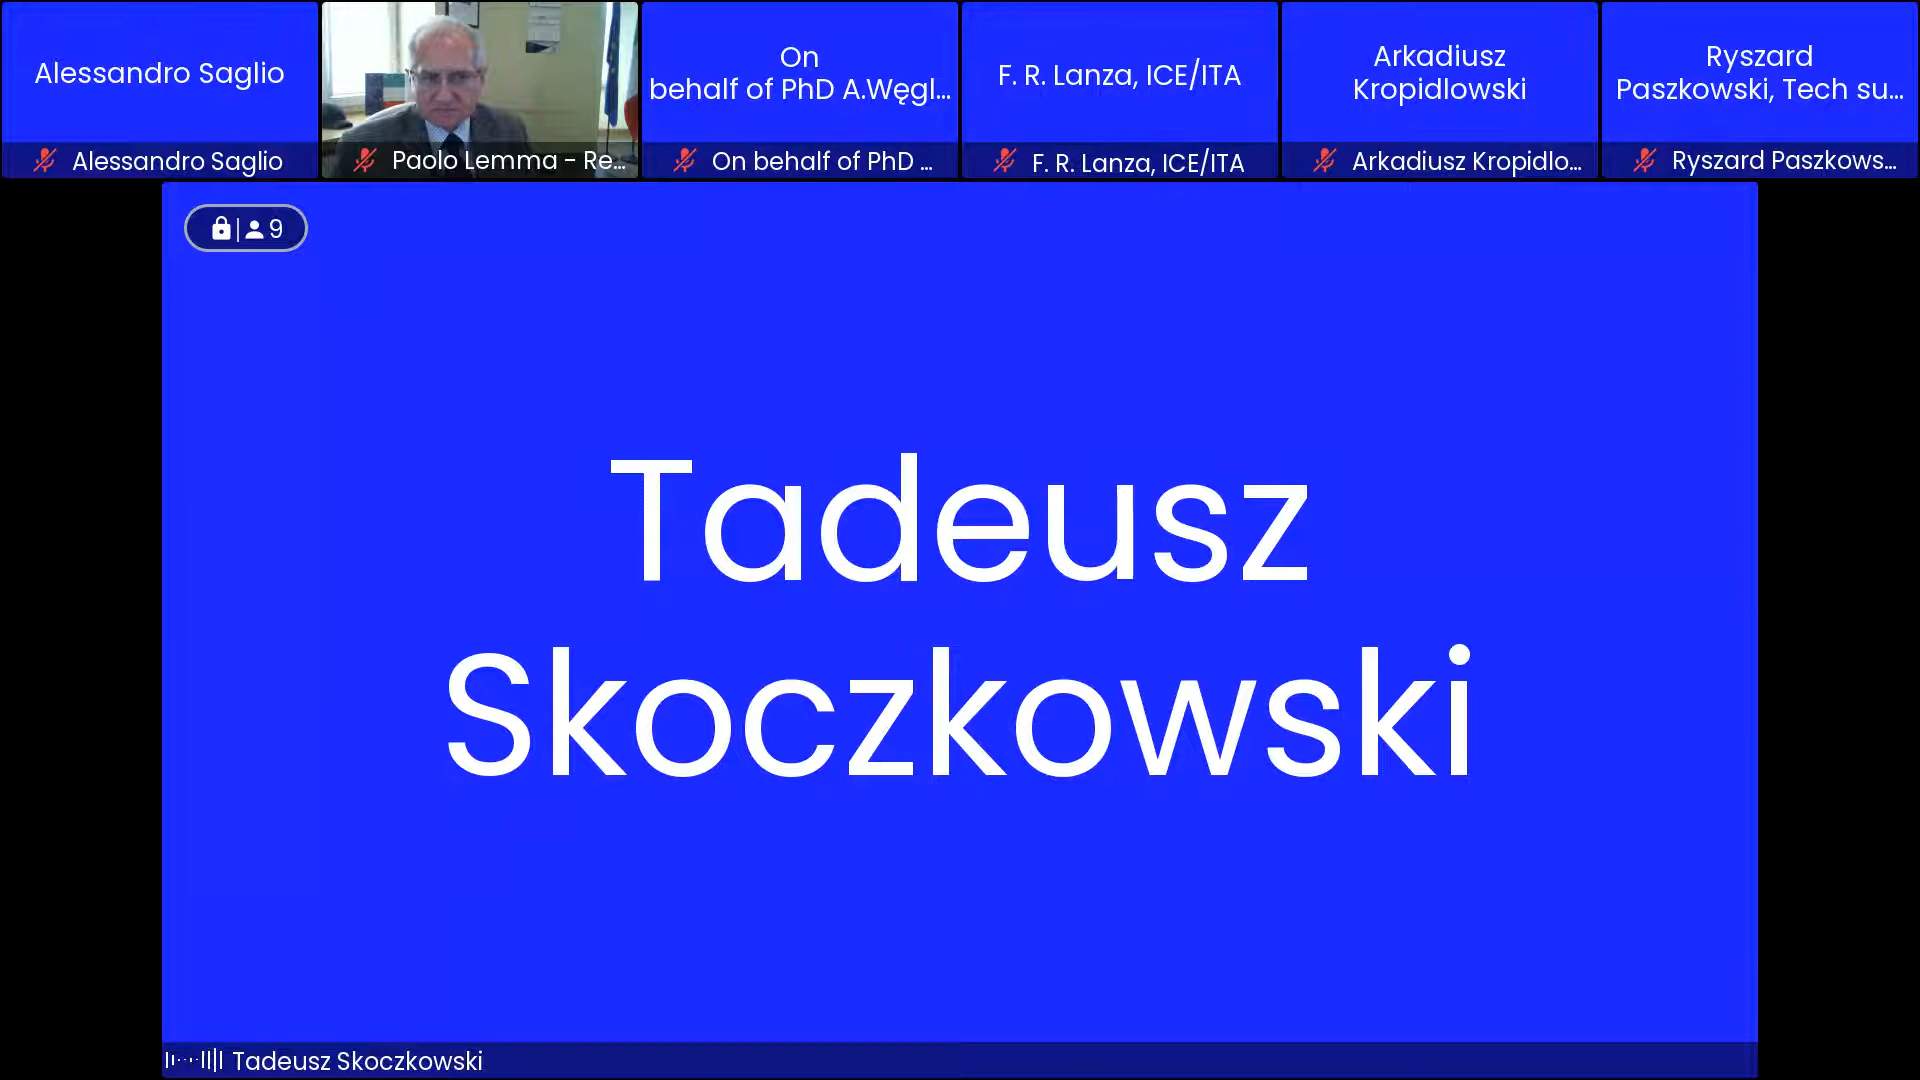 Alessandro Saglio
On
behalf of PhD A.Węgl...
F. R. Lanza, ICE/ITA
Arkadiusz
Kropidlowski
Ryszard
Paszkowski, Tech su...
Alessandro Saglio
Paolo Lemma - Re...
On behalf of PhD ...
F. R. Lanza, ICE/ITA
Arkadiusz Kropidlo...
Ryszard Paszkows...
9
Tadeusz
Skoczkowski
Tadeusz Skoczkowski